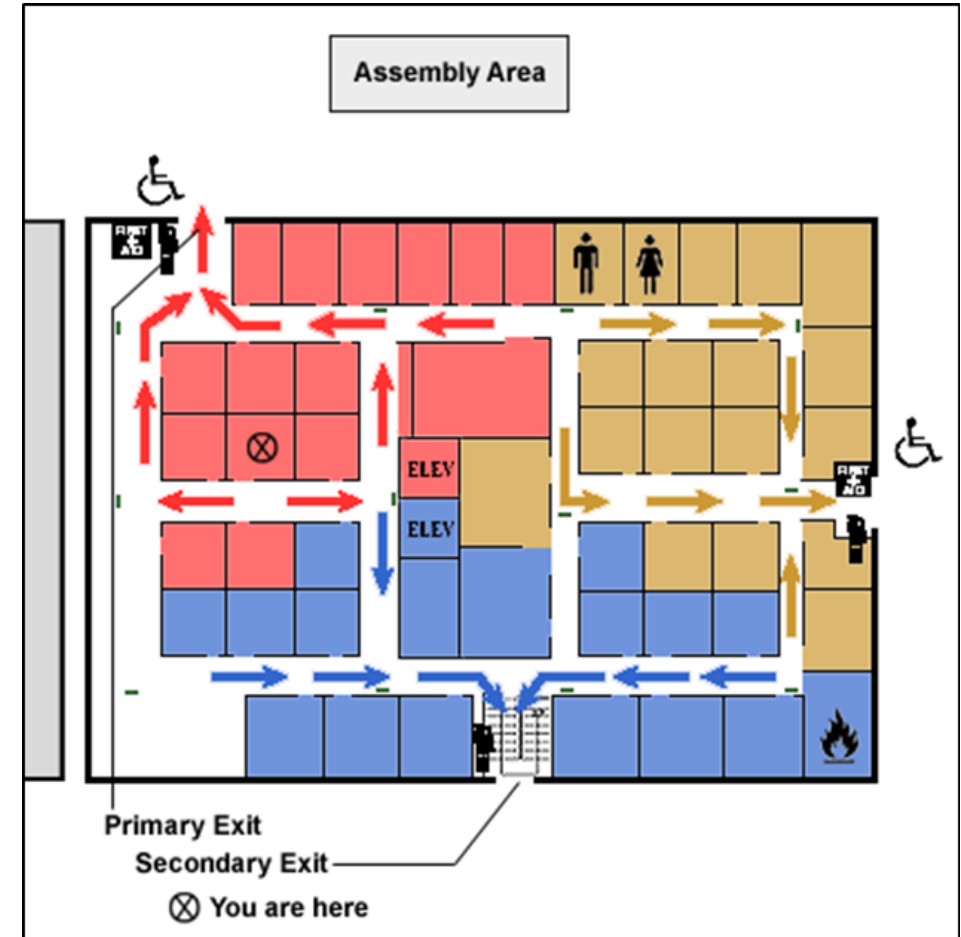 Assembly Area
FIRST
AID
ELEV
ELEV
FIRST
AID
Primary Exit
Secondary Exit
You are here